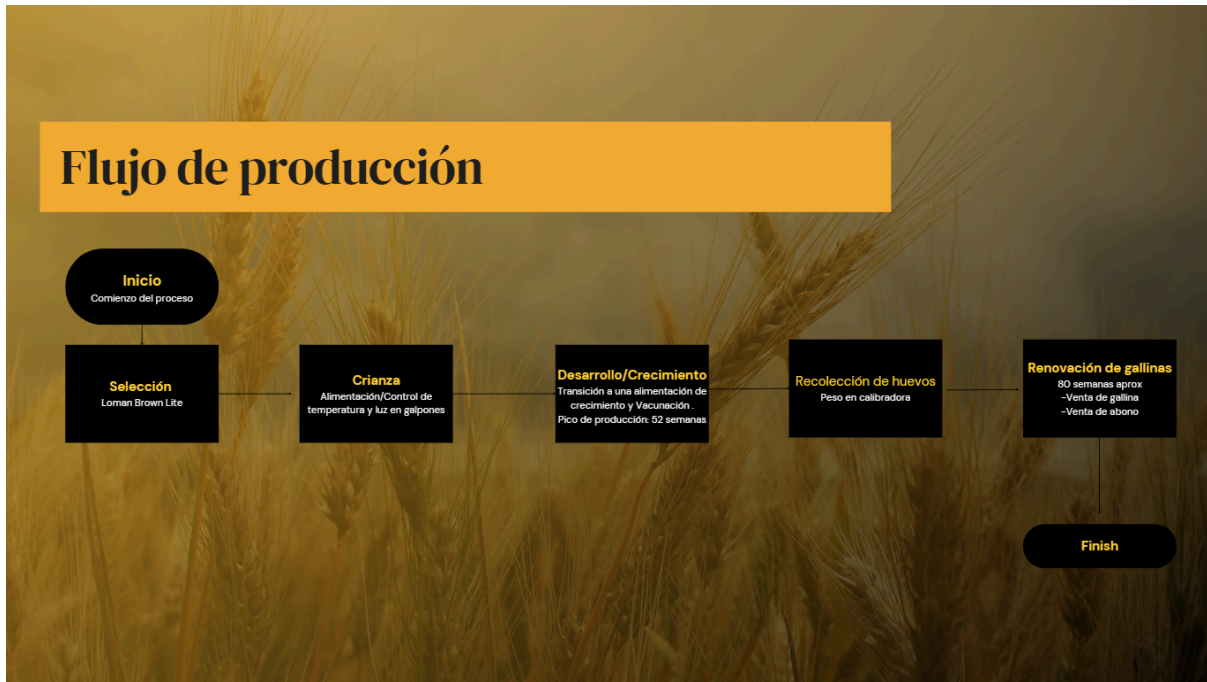 Flujo de producción
Inicio
Comienzo del proceso
Selección
Loman Brown Lite
Crianza
Alimentación/Control de
temperatura y luz en galpones
Desarrollo/Crecimiento
Transición a una alimentación de
crecimiento y Vacunación .
Pico de producción: 52 semanas
Recolección de huevos
Peso en calibradora
Renovación de gallinas
80 semanas aprox
-Venta de gallina
-Venta de abono
Finish